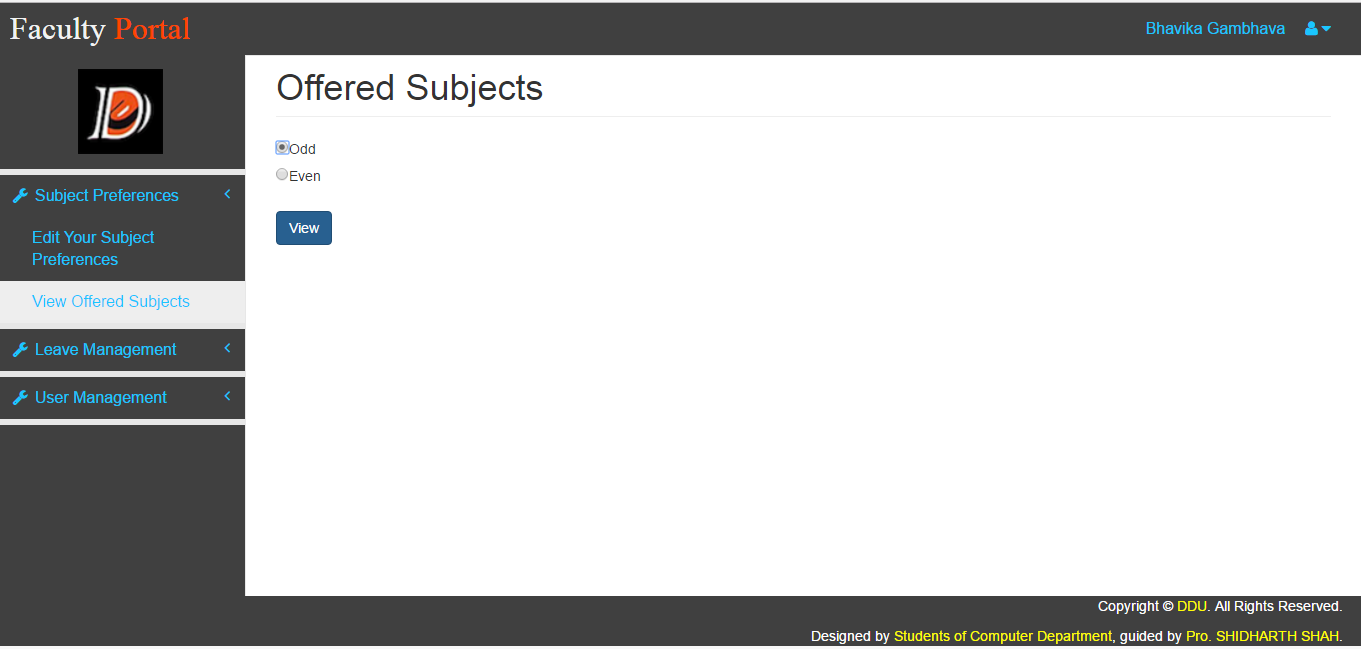 Faculty Portal
Bhavika Gambhava
Offered Subjects
Odd
Even
View
Subject Preferences
Edit Your Subject
Preferences
View Offered Subjects
Leave Management
User Management
Copyright © DDU. All Rights Reserved.
Designed by Students of Computer Department, guided by Pro. SHIDHARTH SHAH.